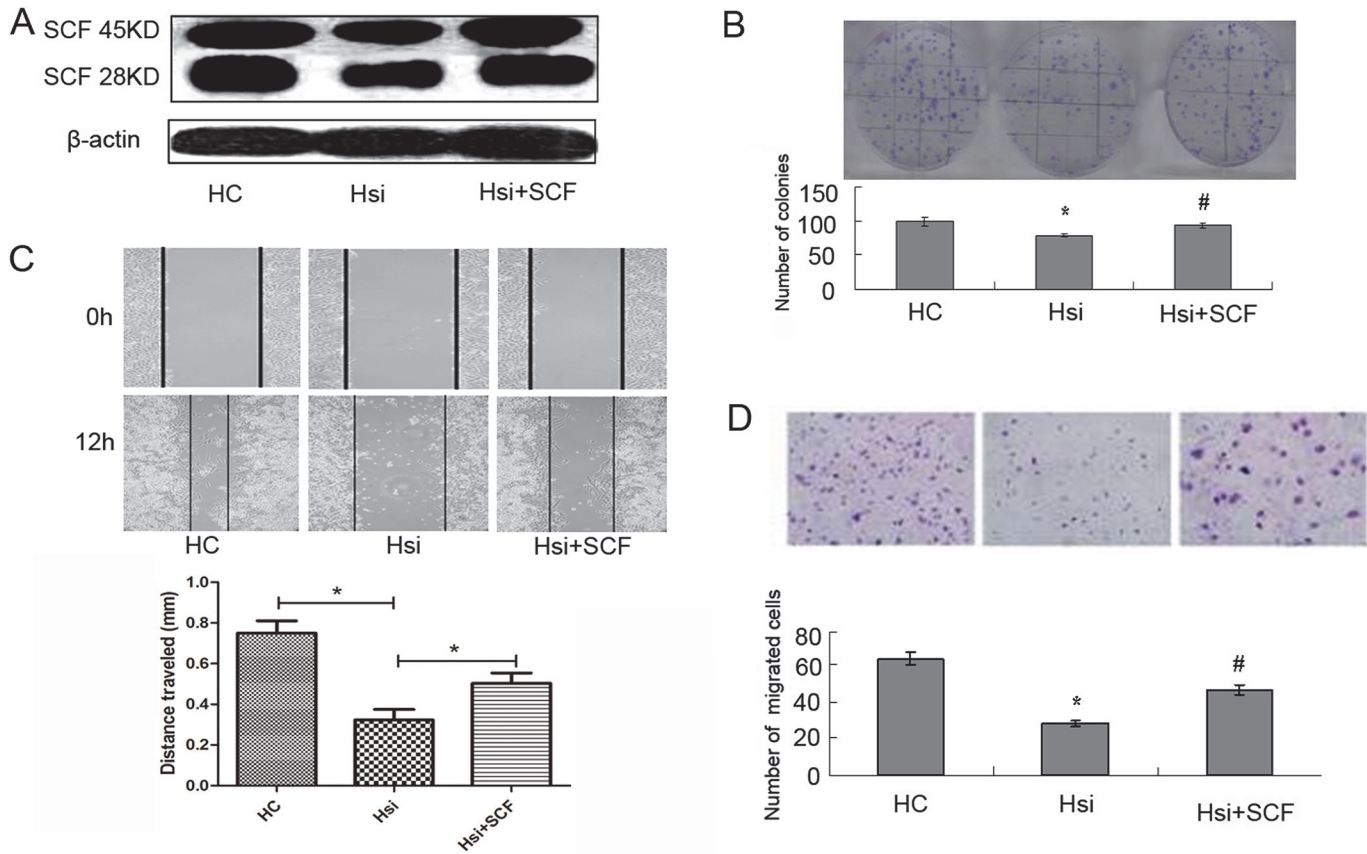 A
SCF 45KD
SCF 28KD
β-actin
HC Hsi Hsi+SCF
B
Number of colonies
150
100
50
0
*
#
HC Hsi Hsi+SCF
C
0h
12h
HC Hsi Hsi+SCF
Distance traveled (mm)
1.0
0.8
0.6
0.4
0.2
0.0
*
*
HC Hsi Hsi+SCF
D
Number of migrated cells
80
60
40
20
0
*
#
HC Hsi Hsi+SCF